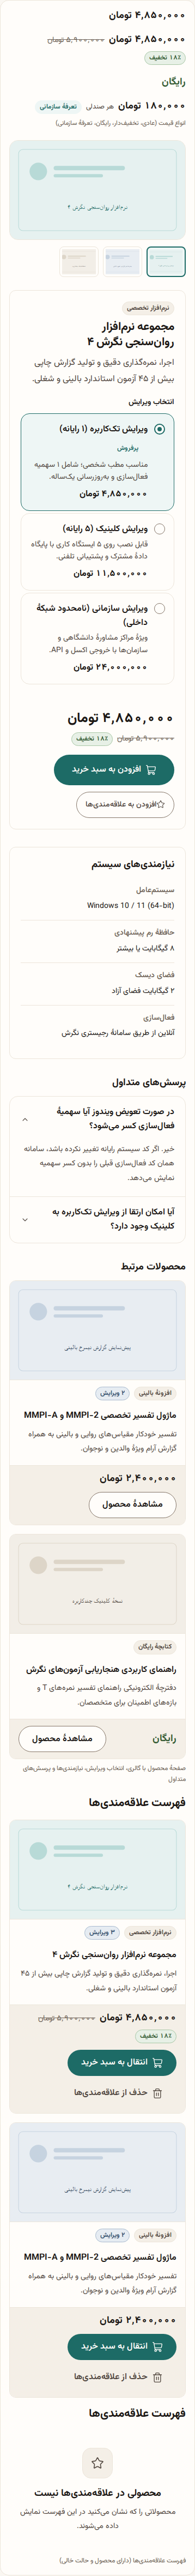 ۴,۸۵۰,۰۰۰ تومان
۴,۸۵۰,۰۰۰ تومان ۵,۹۰۰,۰۰۰ تومان
۱۸٪ تخفیف
رایگان
۱۸۰,۰۰۰ تومان هر صندلی تعرفهٔ سازمانی
انواع قیمت (عادی، تخفیف‌دار، رایگان، تعرفهٔ سازمانی)
نرم‌افزار روان‌سنجی نگرش ۴
نرم‌افزار تخصصی
مجموعه نرم‌افزار
روان‌سنجی نگرش ۴
اجرا، نمره‌گذاری دقیق و تولید گزارش چاپی
بیش از ۴۵ آزمون استاندارد بالینی و شغلی.
انتخاب ویرایش
ویرایش تک‌کاربره (۱ رایانه)
پرفروش
مناسب مطب شخصی؛ شامل ۱ سهمیه
فعال‌سازی و به‌روزرسانی یک‌ساله.
۴,۸۵۰,۰۰۰ تومان
ویرایش کلینیک (۵ رایانه)
قابل نصب روی ۵ ایستگاه کاری با پایگاه
دادهٔ مشترک و پشتیبانی تلفنی.
۱۱,۵۰۰,۰۰۰ تومان
ویرایش سازمانی (نامحدود شبکهٔ
داخلی)
ویژهٔ مراکز مشاورهٔ دانشگاهی و
سازمان‌ها با خروجی اکسل و API.
۲۴,۰۰۰,۰۰۰ تومان
۴,۸۵۰,۰۰۰ تومان
۵,۹۰۰,۰۰۰ تومان ۱۸٪ تخفیف
افزودن به سبد خرید
افزودن به علاقه‌مندی‌ها
نیازمندی‌های سیستم
سیستم‌عامل
Windows 10 / 11 (64-bit)
حافظهٔ رم پیشنهادی
۸ گیگابایت یا بیشتر
فضای دیسک
۲ گیگابایت فضای آزاد
فعال‌سازی
آنلاین از طریق سامانهٔ رجیستری نگرش
پرسش‌های متداول
در صورت تعویض ویندوز آیا سهمیهٔ
فعال‌سازی کسر می‌شود؟
خیر. اگر کد سیستم رایانه تغییر نکرده باشد، سامانه
همان کد فعال‌سازی قبلی را بدون کسر سهمیه
نمایش می‌دهد.
آیا امکان ارتقا از ویرایش تک‌کاربره به
کلینیک وجود دارد؟
محصولات مرتبط
پیش‌نمایش گزارش نیمرخ بالینی
افزونهٔ بالینی ۲ ویرایش
ماژول تفسیر تخصصی MMPI-2 و MMPI-A
تفسیر خودکار مقیاس‌های روایی و بالینی به همراه
گزارش آرام ویژهٔ والدین و نوجوان.
۲,۴۰۰,۰۰۰ تومان
مشاهدهٔ محصول
نسخهٔ کلینیک چندکاربره
کتابچهٔ رایگان
راهنمای کاربردی هنجاریابی آزمون‌های نگرش
دفترچهٔ الکترونیکی راهنمای تفسیر نمره‌های T و
بازه‌های اطمینان برای متخصصان.
رایگان
مشاهدهٔ محصول
صفحهٔ محصول با گالری، انتخاب ویرایش، نیازمندی‌ها و پرسش‌های
متداول
فهرست علاقه‌مندی‌ها
نرم‌افزار روان‌سنجی نگرش ۴
نرم‌افزار تخصصی ۳ ویرایش
مجموعه نرم‌افزار روان‌سنجی نگرش ۴
اجرا، نمره‌گذاری دقیق و تولید گزارش چاپی بیش از ۴۵
آزمون استاندارد بالینی و شغلی.
۴,۸۵۰,۰۰۰ تومان ۵,۹۰۰,۰۰۰ تومان
۱۸٪ تخفیف
انتقال به سبد خرید
حذف از علاقه‌مندی‌ها
پیش‌نمایش گزارش نیمرخ بالینی
افزونهٔ بالینی ۲ ویرایش
ماژول تفسیر تخصصی MMPI-2 و MMPI-A
تفسیر خودکار مقیاس‌های روایی و بالینی به همراه
گزارش آرام ویژهٔ والدین و نوجوان.
۲,۴۰۰,۰۰۰ تومان
انتقال به سبد خرید
حذف از علاقه‌مندی‌ها
فهرست علاقه‌مندی‌ها
محصولی در علاقه‌مندی‌ها نیست
محصولاتی را که نشان می‌کنید در این فهرست نمایش
داده می‌شوند.
فهرست علاقه‌مندی‌ها (دارای محصول و حالت خالی)